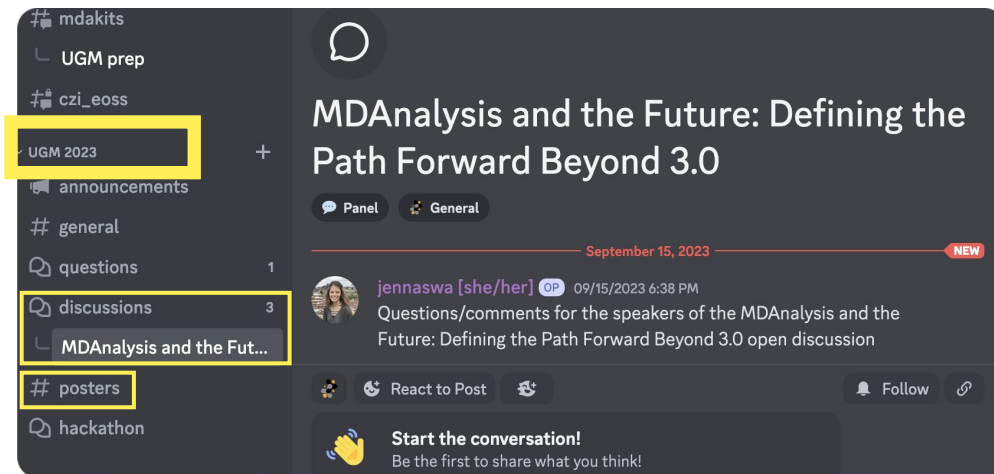 mdakits
UGM prep
czi_eoss
UGM 2023
announcements
general
questions 1
discussions 3
MDAnalysis and the Fut...
posters
hackathon
MDAnalysis and the Future: Defining the
Path Forward Beyond 3.0
Panel General
September 15, 2023 NEW
jennaswa [she/her] OP 09/15/2023 6:38 PM
Questions/comments for the speakers of the MDAnalysis and the
Future: Defining the Path Forward Beyond 3.0 open discussion
React to Post Follow
Start the conversation!
Be the first to share what you think!